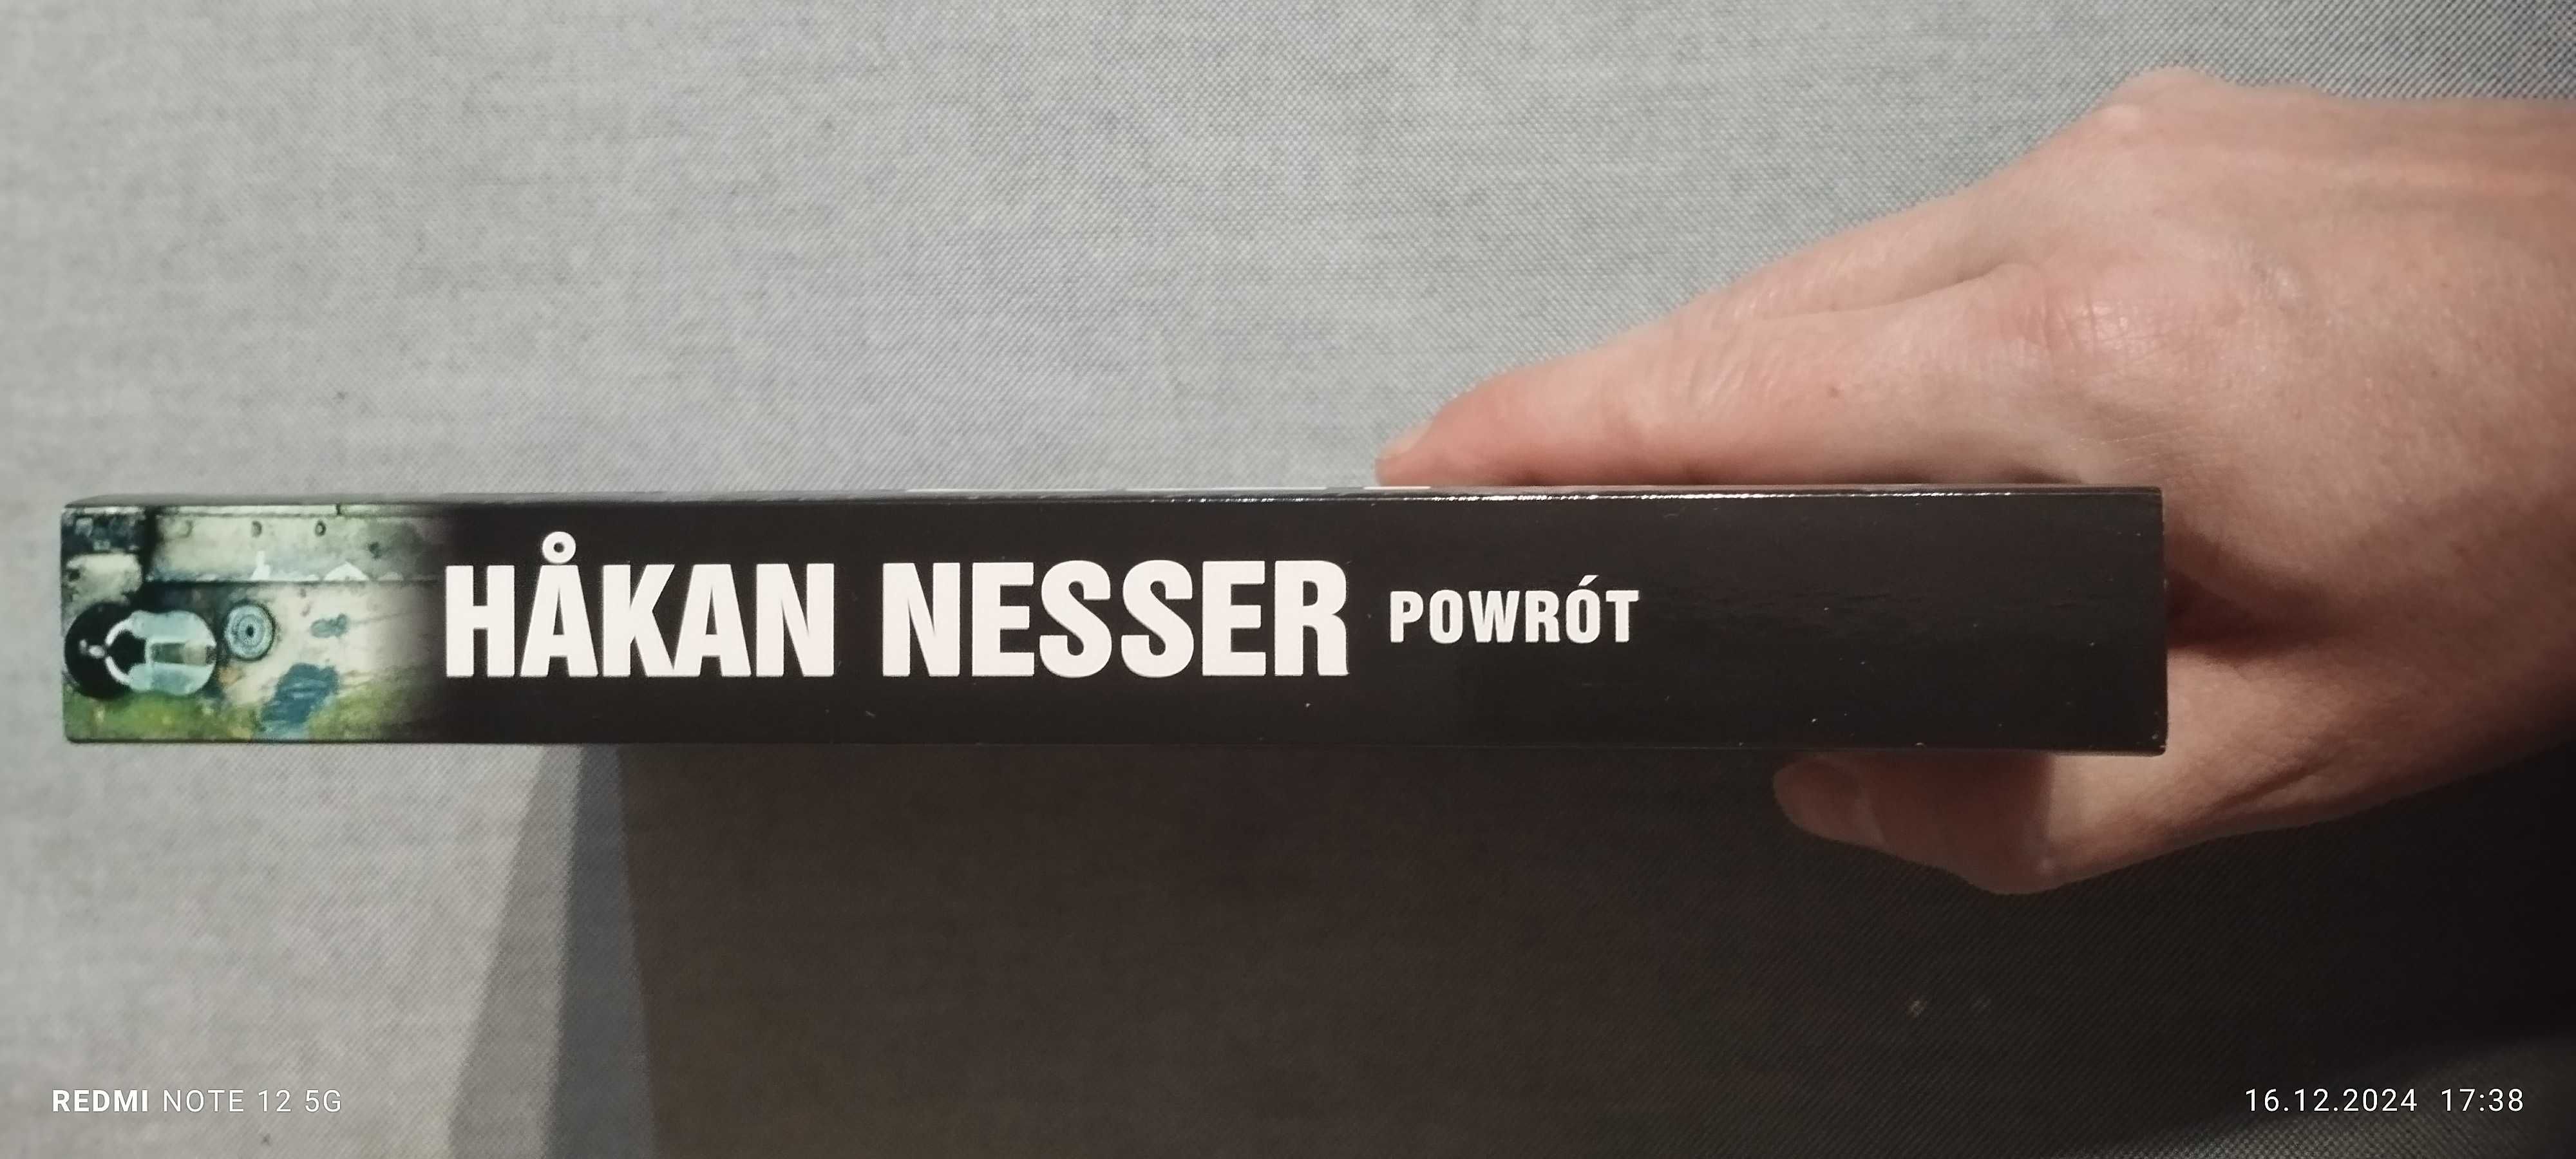 HÅKAN NESSER POWRÓT
REDMI NOTE 12 5G
16.12.2024 17:38